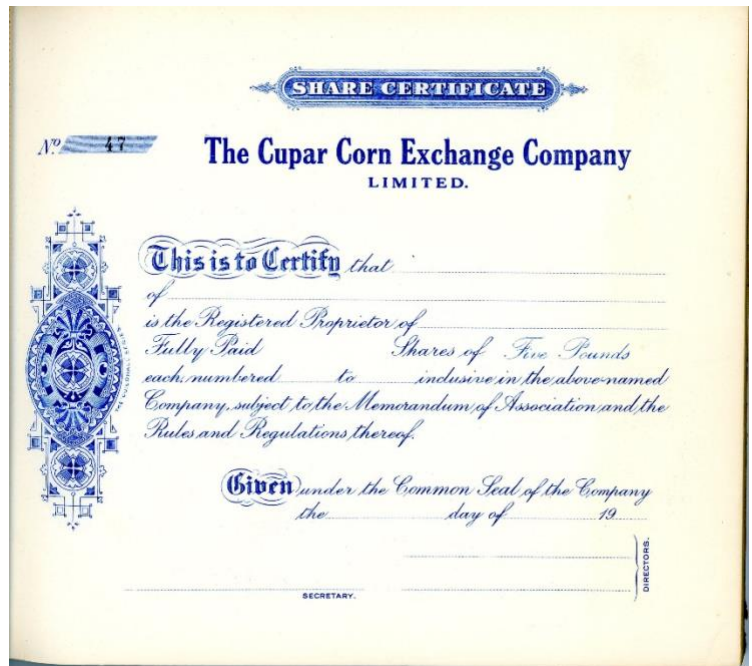 SHARE CERTIFICATE
Nº 47
The Cupar Corn Exchange Company
LIMITED.
This is to Certify that
of
is the Registered Proprietor of
Fully Paid Shares of Five Pounds
each, numbered to inclusive in the above-named
Company, subject to the Memorandum of Association and the
Rules and Regulations thereof.
Given under the Common Seal of the Company
the day of 19
DIRECTORS.
SECRETARY.